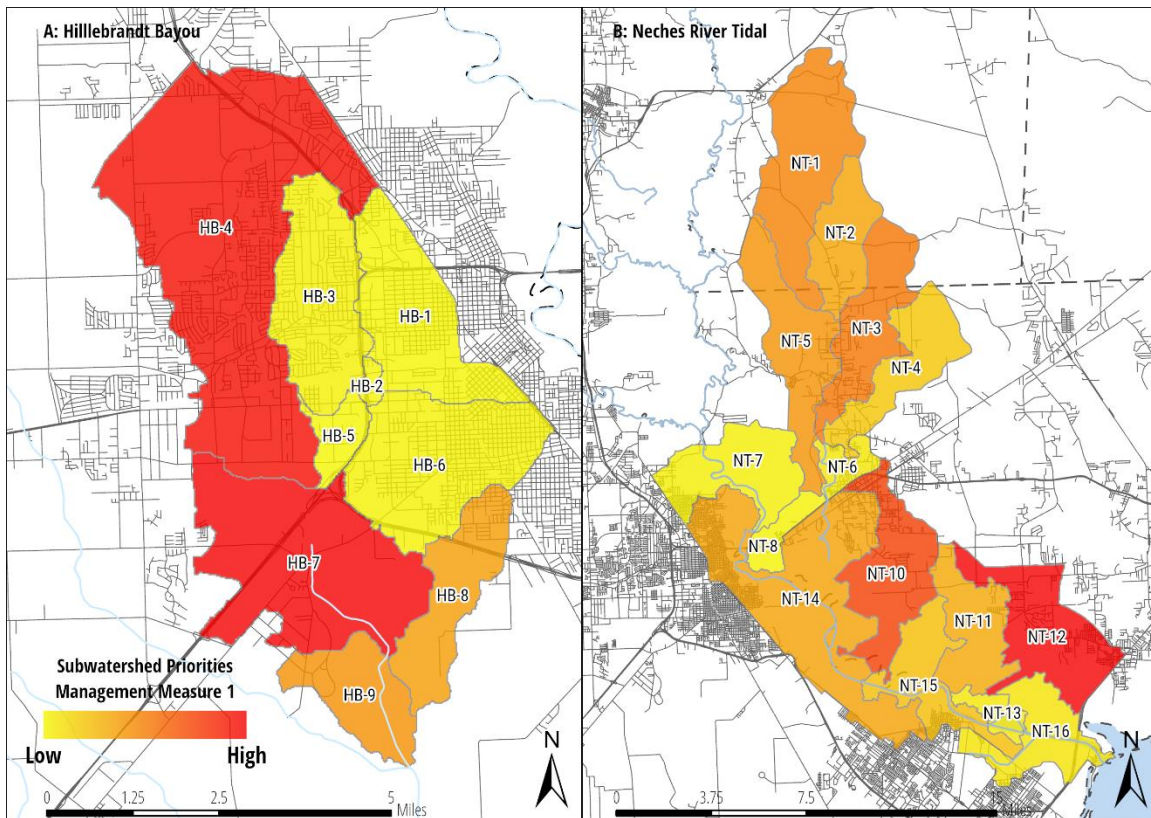 A: Hilllebrandt Bayou
HB-4
HB-3
HB-1
HB-2
HB-5
HB-6
HB-7
HB-8
HB-9
Subwatershed Priorities
Management Measure 1
Low
High
N
0
1.25
2.5
5
Miles
B: Neches River Tidal
NT-1
NT-2
NT-3
NT-5
NT-4
NT-7
NT-6
NT-8
NT-10
NT-14
NT-11
NT-12
NT-15
NT-13
NT-16
N
0
3.75
7.5
15
Miles